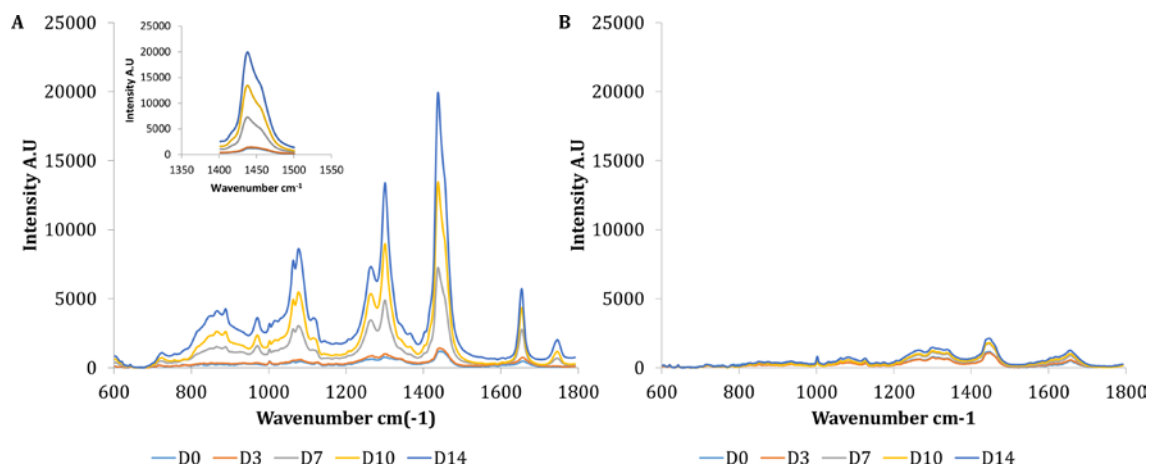 A
Intensity A.U
25000
20000
15000
10000
5000
0
600 800 1000 1200 1400 1600 1800
Wavenumber cm(-1)
D0 D3 D7 D10 D14
Intensity A.U
25000
20000
15000
10000
5000
0
1350 1400 1450 1500 1550
Wavenumber cm⁻¹
B
Intensity A.U
25000
20000
15000
10000
5000
0
600 800 1000 1200 1400 1600 1800
Wavenumber cm-1
D0 D3 D7 D10 D14